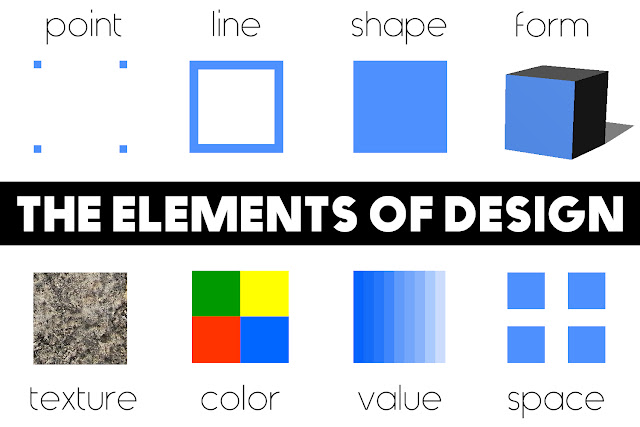 point line shape form
THE ELEMENTS OF DESIGN
texture color value space